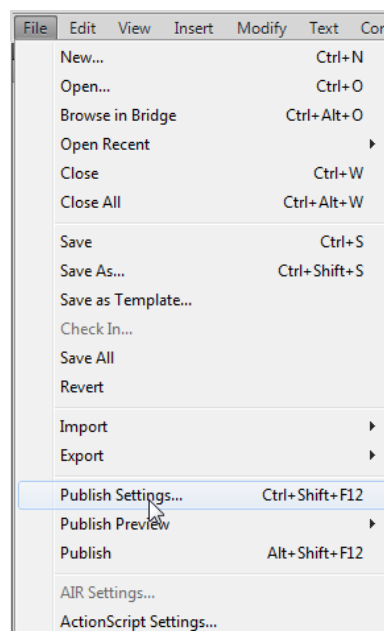 File Edit View Insert Modify Text Cor
New... Ctrl+N
Open... Ctrl+O
Browse in Bridge Ctrl+Alt+O
Open Recent
Close Ctrl+W
Close All Ctrl+Alt+W
Save Ctrl+S
Save As... Ctrl+Shift+S
Save as Template...
Check In...
Save All
Revert
Import
Export
Publish Settings... Ctrl+Shift+F12
Publish Preview
Publish Alt+Shift+F12
AIR Settings...
ActionScript Settings...